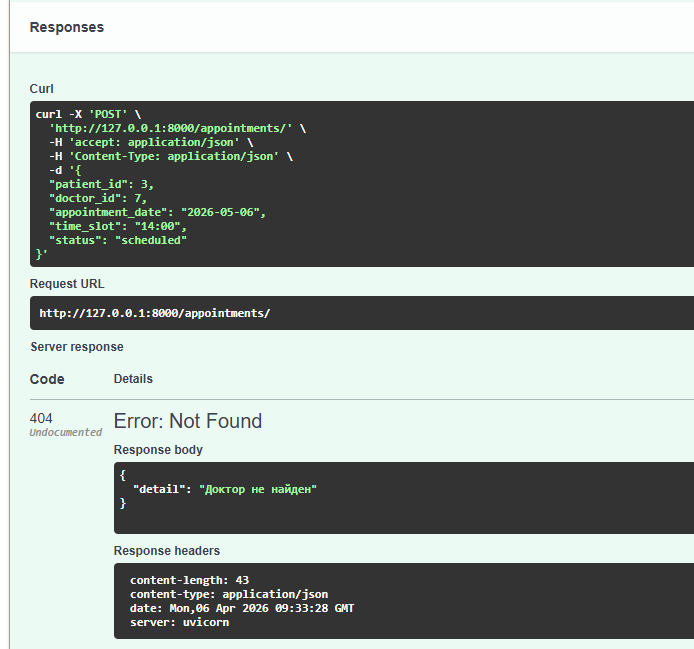 Responses
Curl
curl -X 'POST' \
  'http://127.0.0.1:8000/appointments/' \
  -H 'accept: application/json' \
  -H 'Content-Type: application/json' \
  -d '{
  "patient_id": 3,
  "doctor_id": 7,
  "appointment_date": "2026-05-06",
  "time_slot": "14:00",
  "status": "scheduled"
}'
Request URL
http://127.0.0.1:8000/appointments/
Server response
Code Details
404 Error: Not Found
Undocumented
Response body
{
  "detail": "Доктор не найден"
}
Response headers
content-length: 43
content-type: application/json
date: Mon,06 Apr 2026 09:33:28 GMT
server: uvicorn